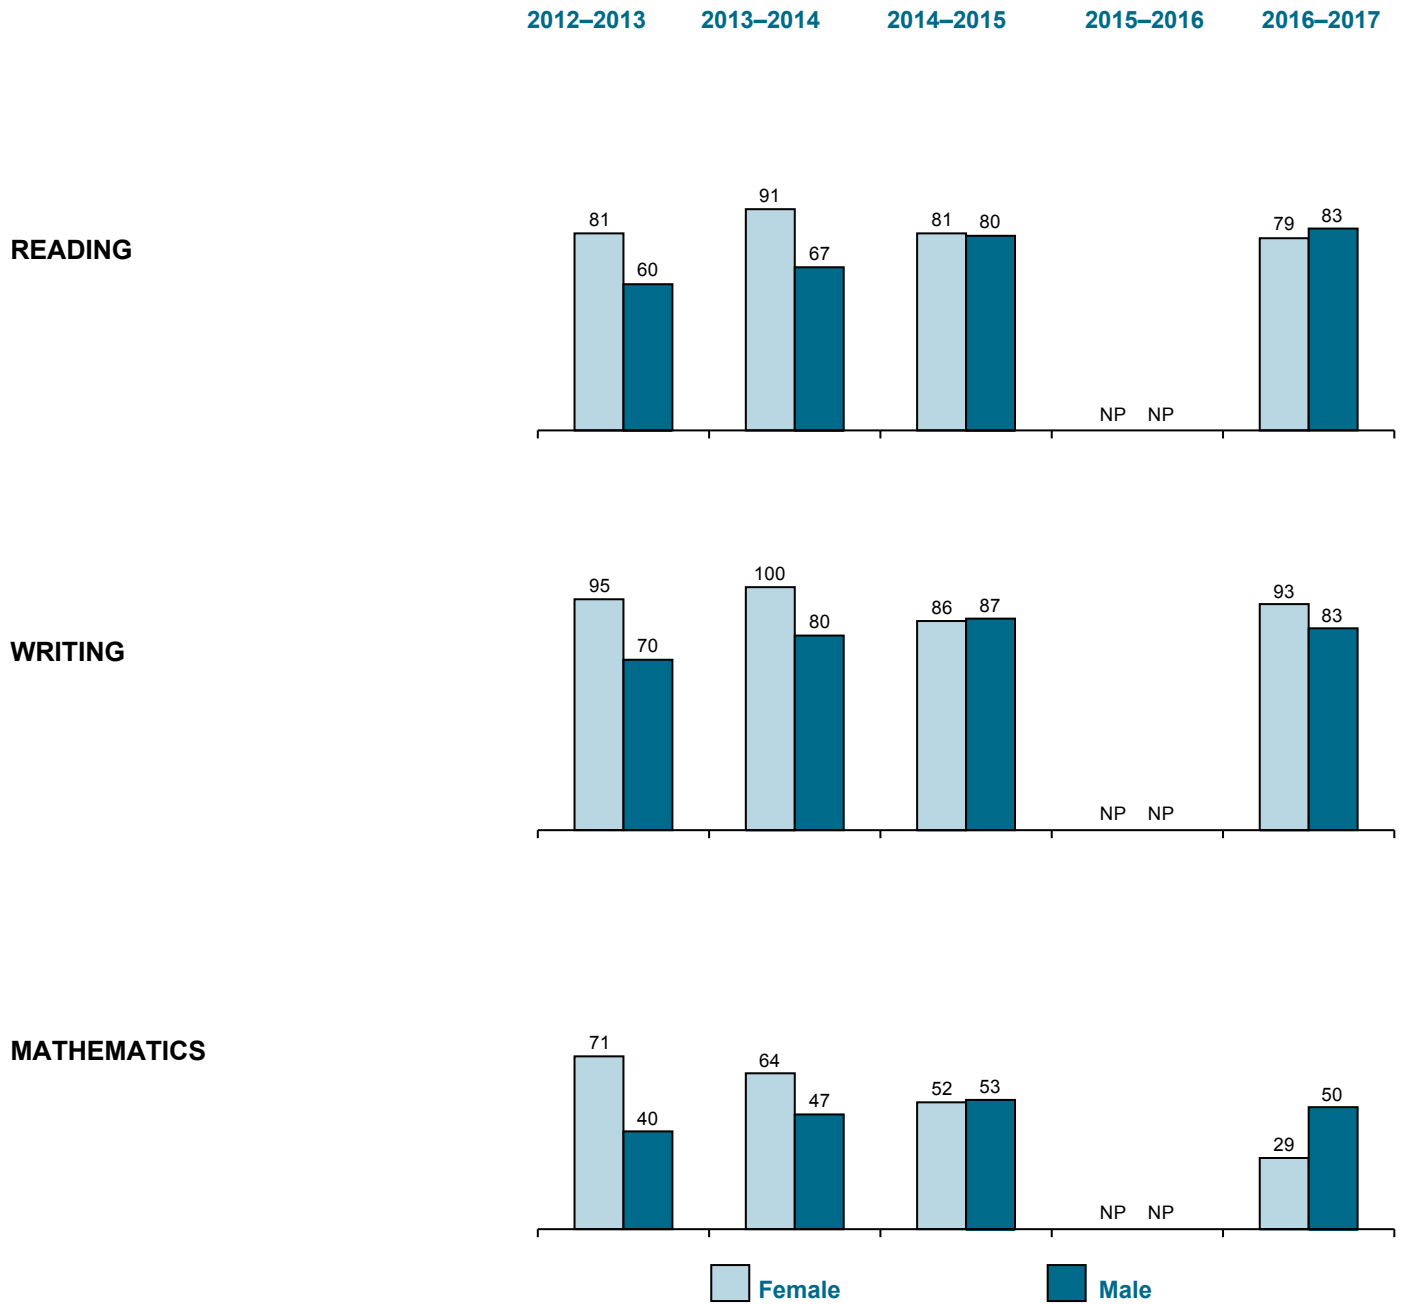 2012–2013 2013–2014 2014–2015 2015–2016 2016–2017
READING
81 60 91 67 81 80 NP NP 79 83
WRITING
95 70 100 80 86 87 NP NP 93 83
MATHEMATICS
71 40 64 47 52 53 NP NP 29 50
Female Male